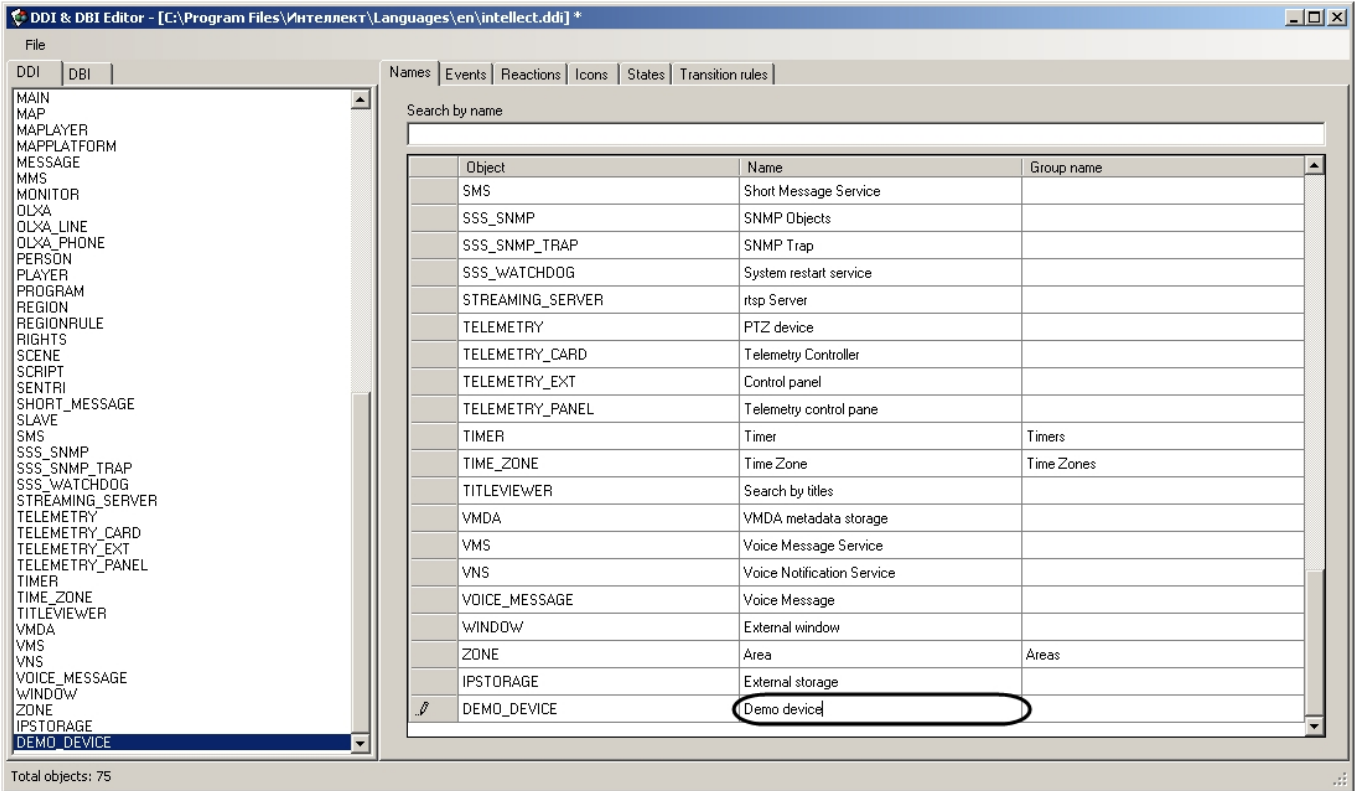 DDI & DBI Editor - [C:\Program Files\Интеллект\Languages\en\intellect.ddi] *
File
DDI DBI
MAIN
MAP
MAPLAYER
MAPPLATFORM
MESSAGE
MMS
MONITOR
OLXA
OLXA_LINE
OLXA_PHONE
PERSON
PLAYER
PROGRAM
REGION
REGIONRULE
RIGHTS
SCENE
SCRIPT
SENTRI
SHORT_MESSAGE
SLAVE
SMS
SSS_SNMP
SSS_SNMP_TRAP
SSS_WATCHDOG
STREAMING_SERVER
TELEMETRY
TELEMETRY_CARD
TELEMETRY_EXT
TELEMETRY_PANEL
TIMER
TIME_ZONE
TITLEVIEWER
VMDA
VMS
VNS
VOICE_MESSAGE
WINDOW
ZONE
IPSTORAGE
DEMO_DEVICE
Names Events Reactions Icons States Transition rules
Search by name
Object Name Group name
SMS Short Message Service
SSS_SNMP SNMP Objects
SSS_SNMP_TRAP SNMP Trap
SSS_WATCHDOG System restart service
STREAMING_SERVER rtsp Server
TELEMETRY PTZ device
TELEMETRY_CARD Telemetry Controller
TELEMETRY_EXT Control panel
TELEMETRY_PANEL Telemetry control pane
TIMER Timer Timers
TIME_ZONE Time Zone Time Zones
TITLEVIEWER Search by titles
VMDA VMDA metadata storage
VMS Voice Message Service
VNS Voice Notification Service
VOICE_MESSAGE Voice Message
WINDOW External window
ZONE Area Areas
IPSTORAGE External storage
DEMO_DEVICE Demo device
Total objects: 75